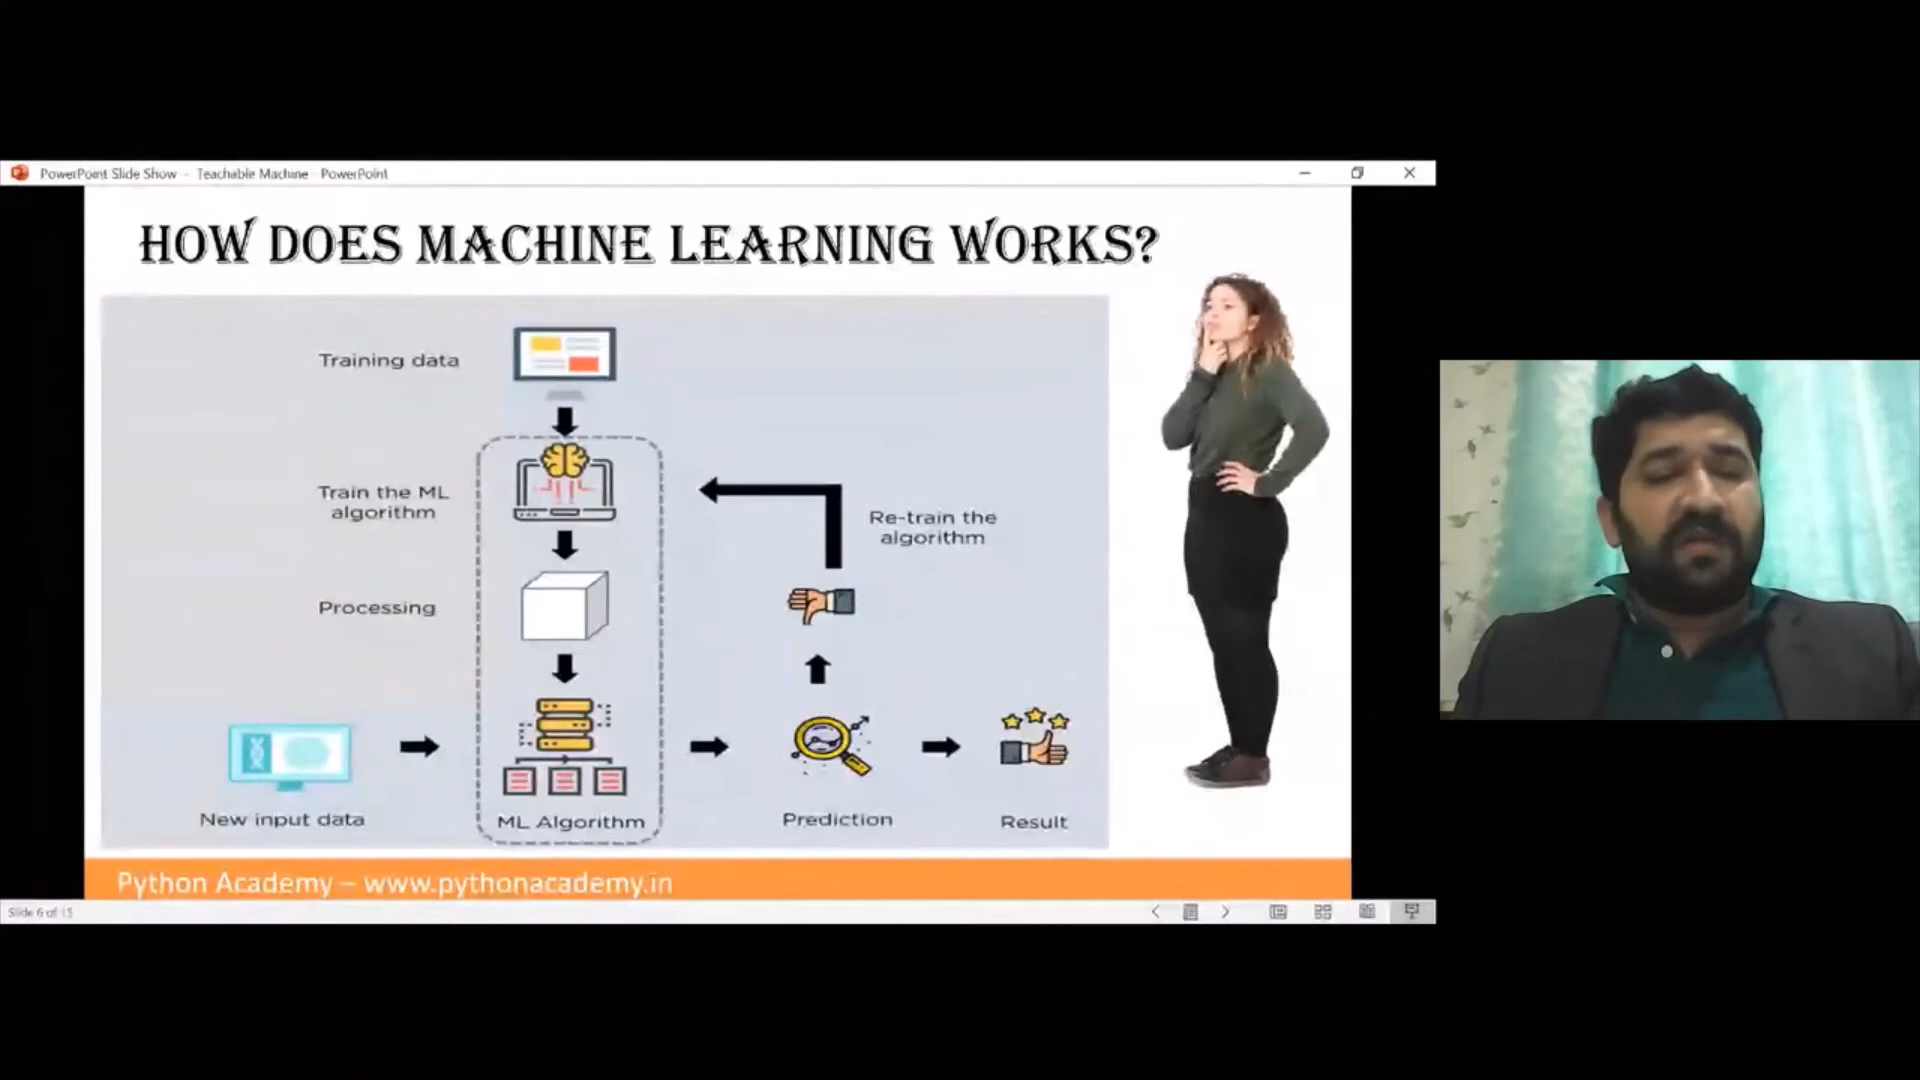 PowerPoint Slide Show - Teachable Machine - PowerPoint
HOW DOES MACHINE LEARNING WORKS?
Training data
Train the ML
algorithm
Re-train the
algorithm
Processing
New input data
ML Algorithm
Prediction
Result
Python Academy – www.pythonacademy.in
Slide 6 of 15